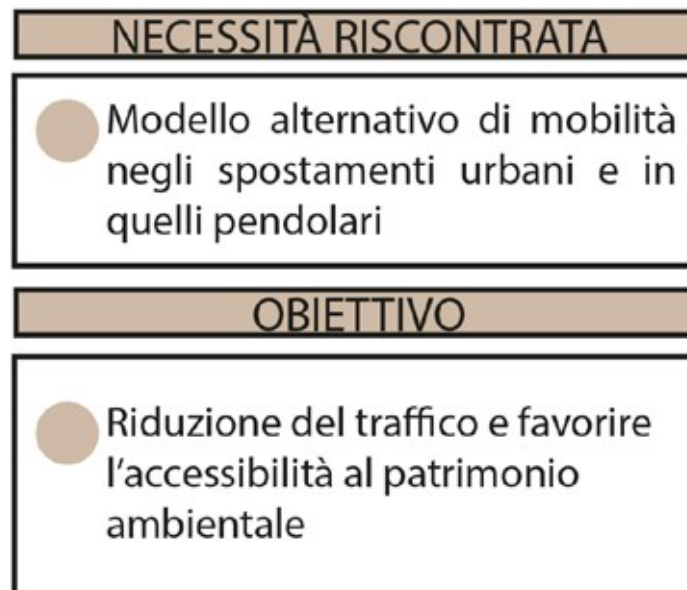 NECESSITÀ RISCONTRATA
Modello alternativo di mobilità
negli spostamenti urbani e in
quelli pendolari
OBIETTIVO
Riduzione del traffico e favorire
l'accessibilità al patrimonio
ambientale